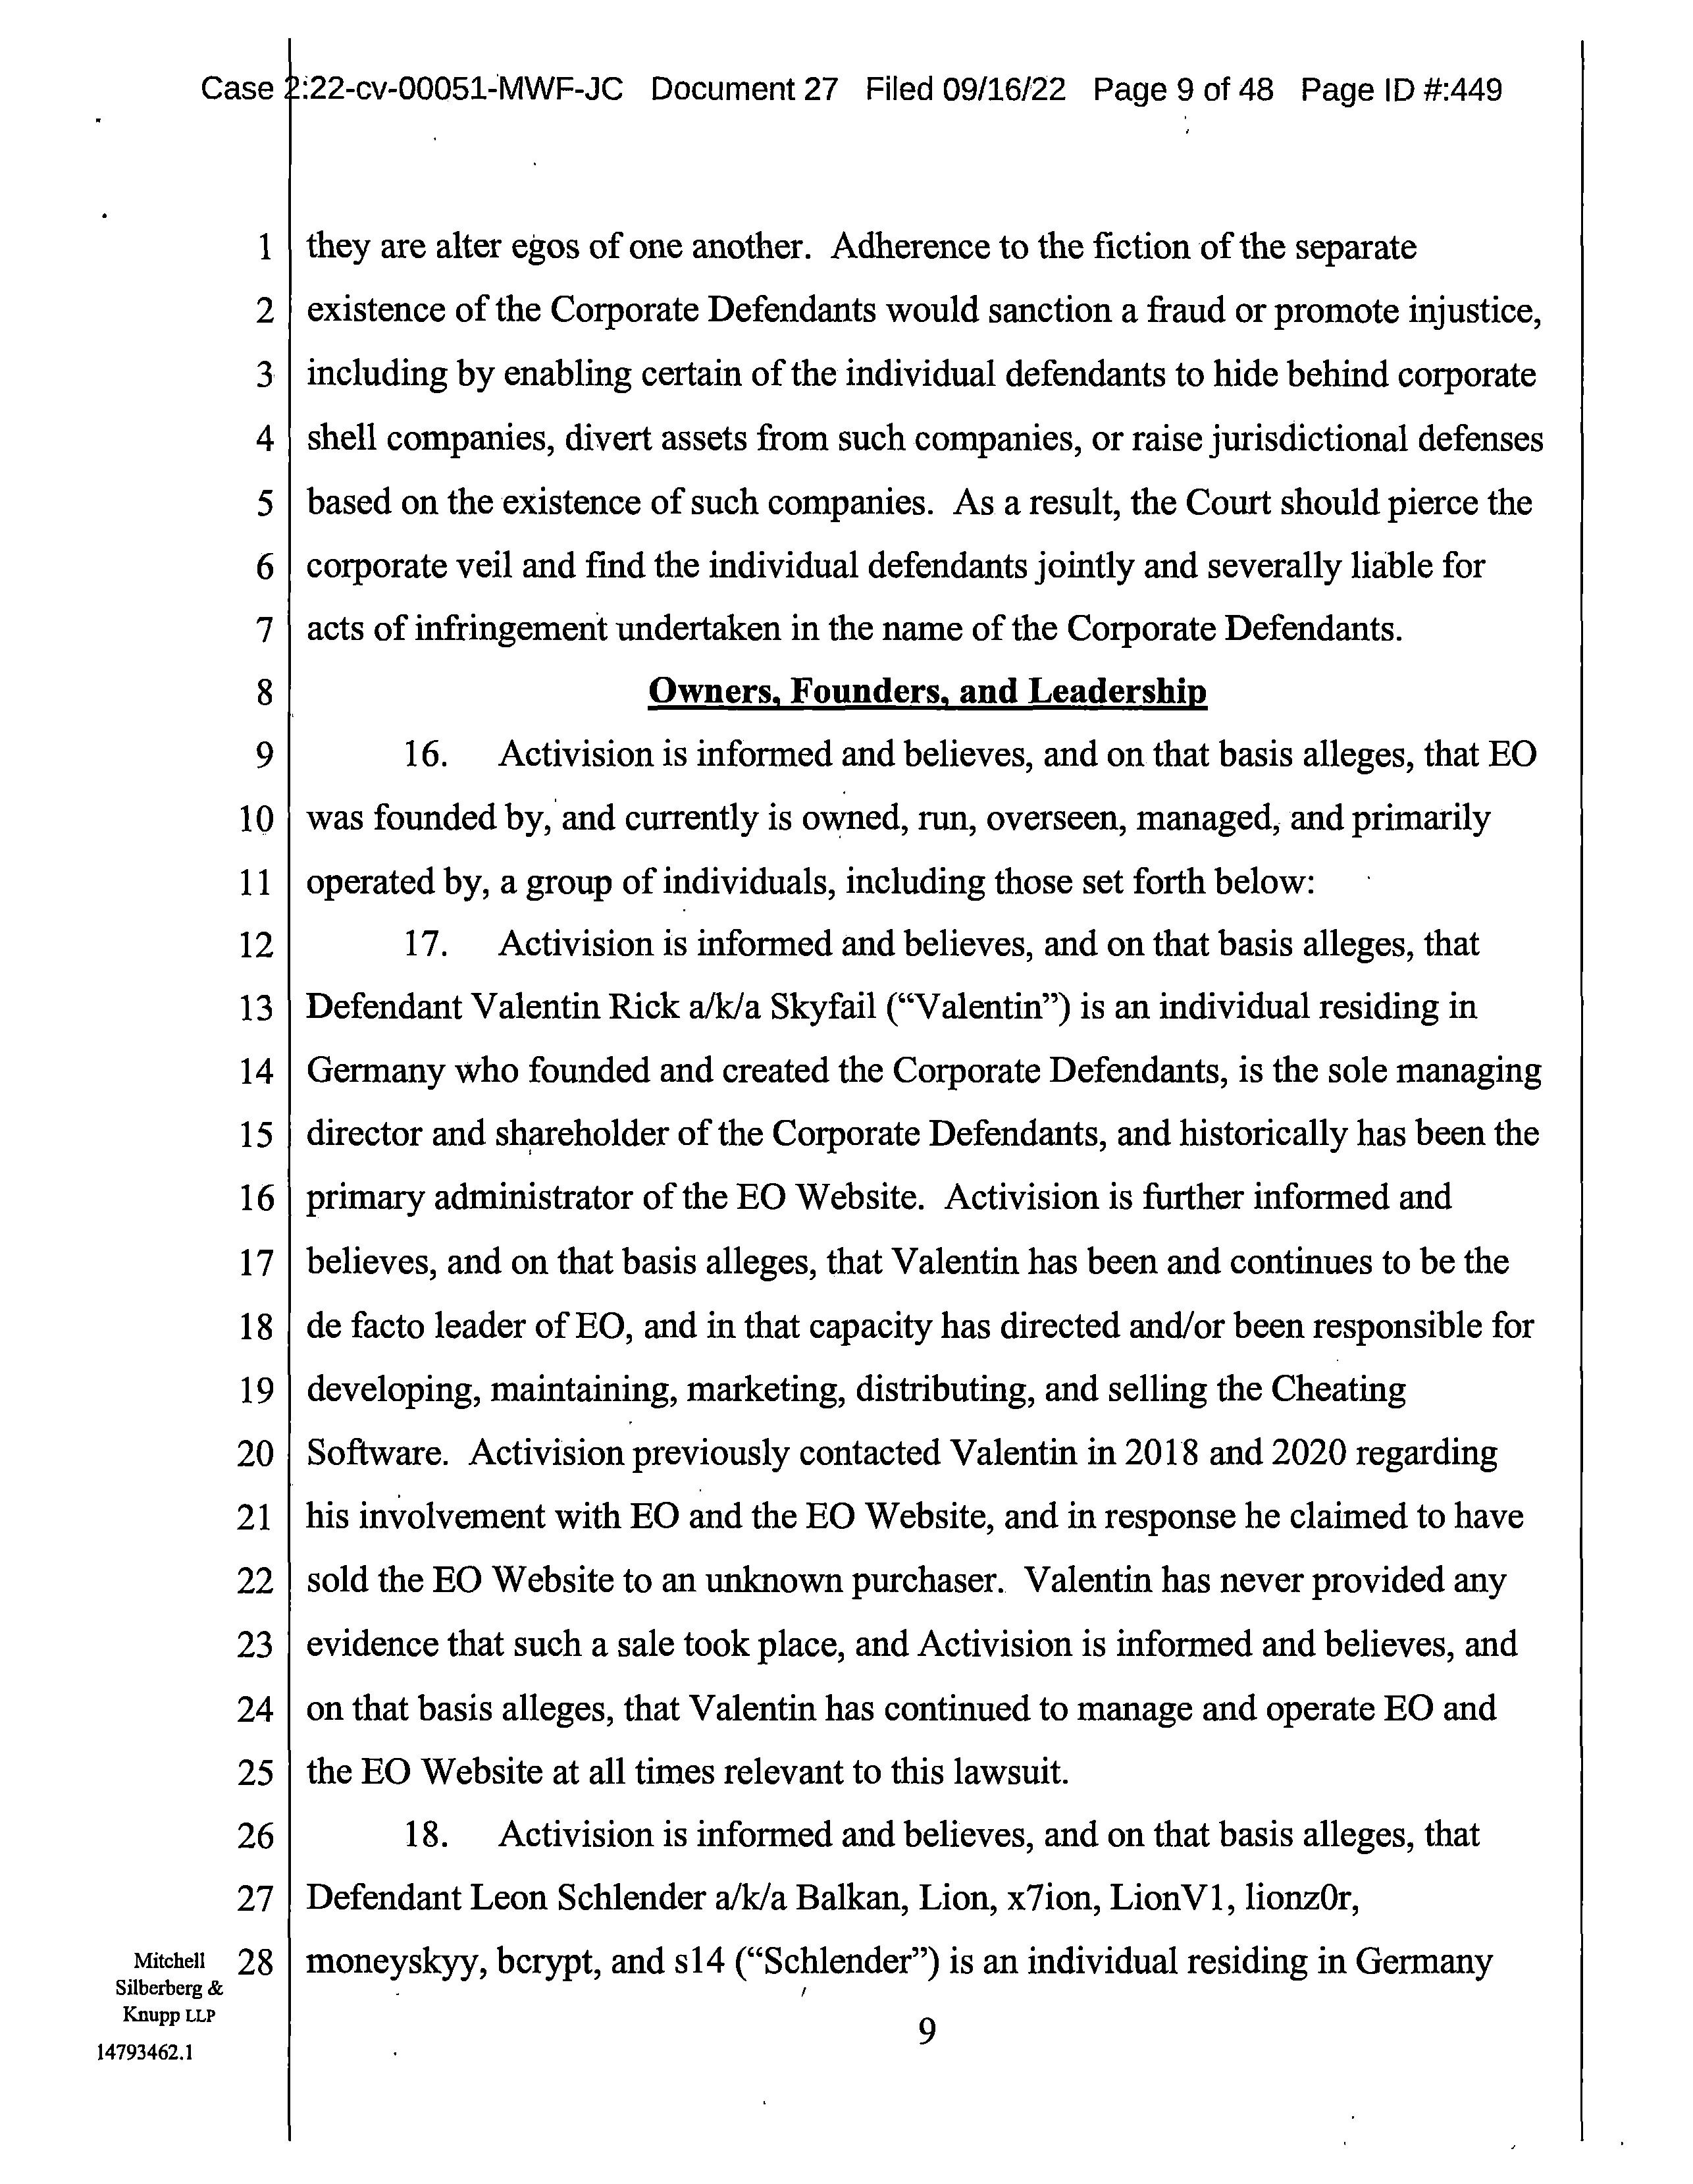 Case 2:22-cv-00051-MWF-JC Document 27 Filed 09/16/22 Page 9 of 48 Page ID #:449
1 they are alter egos of one another. Adherence to the fiction of the separate
2 existence of the Corporate Defendants would sanction a fraud or promote injustice,
3 including by enabling certain of the individual defendants to hide behind corporate
4 shell companies, divert assets from such companies, or raise jurisdictional defenses
5 based on the existence of such companies. As a result, the Court should pierce the
6 corporate veil and find the individual defendants jointly and severally liable for
7 acts of infringement undertaken in the name of the Corporate Defendants.
8 Owners, Founders, and Leadership
9 16. Activision is informed and believes, and on that basis alleges, that EO
10 was founded by, and currently is owned, run, overseen, managed, and primarily
11 operated by, a group of individuals, including those set forth below:
12 17. Activision is informed and believes, and on that basis alleges, that
13 Defendant Valentin Rick a/k/a Skyfail (“Valentin”) is an individual residing in
14 Germany who founded and created the Corporate Defendants, is the sole managing
15 director and shareholder of the Corporate Defendants, and historically has been the
16 primary administrator of the EO Website. Activision is further informed and
17 believes, and on that basis alleges, that Valentin has been and continues to be the
18 de facto leader of EO, and in that capacity has directed and/or been responsible for
19 developing, maintaining, marketing, distributing, and selling the Cheating
20 Software. Activision previously contacted Valentin in 2018 and 2020 regarding
21 his involvement with EO and the EO Website, and in response he claimed to have
22 sold the EO Website to an unknown purchaser. Valentin has never provided any
23 evidence that such a sale took place, and Activision is informed and believes, and
24 on that basis alleges, that Valentin has continued to manage and operate EO and
25 the EO Website at all times relevant to this lawsuit.
26 18. Activision is informed and believes, and on that basis alleges, that
27 Defendant Leon Schlender a/k/a Balkan, Lion, x7ion, LionV1, lionz0r,
28 moneyskyy, bcrypt, and s14 (“Schlender”) is an individual residing in Germany
Mitchell
Silberberg &
Knupp LLP
14793462.1
9